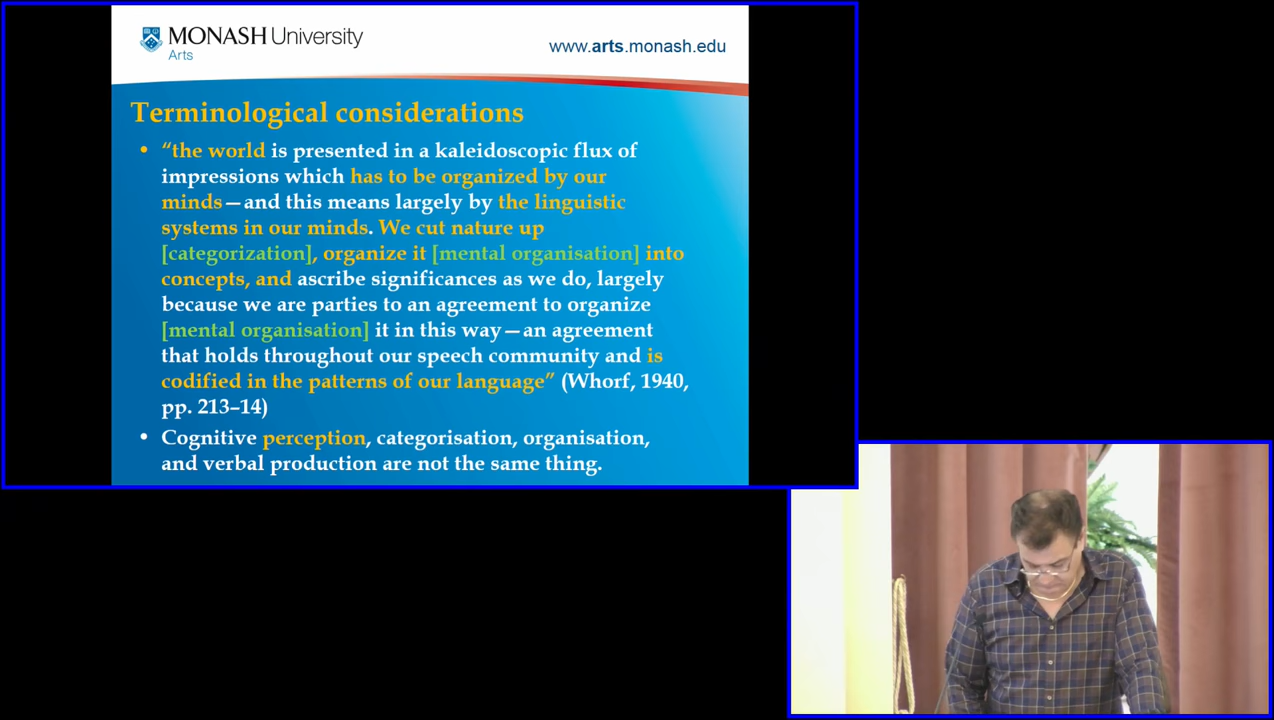 MONASH University
Arts
www.arts.monash.edu
Terminological considerations
• “the world is presented in a kaleidoscopic flux of
impressions which has to be organized by our
minds—and this means largely by the linguistic
systems in our minds. We cut nature up
[categorization], organize it [mental organisation] into
concepts, and ascribe significances as we do, largely
because we are parties to an agreement to organize
[mental organisation] it in this way—an agreement
that holds throughout our speech community and is
codified in the patterns of our language” (Whorf, 1940,
pp. 213–14)
• Cognitive perception, categorisation, organisation,
and verbal production are not the same thing.